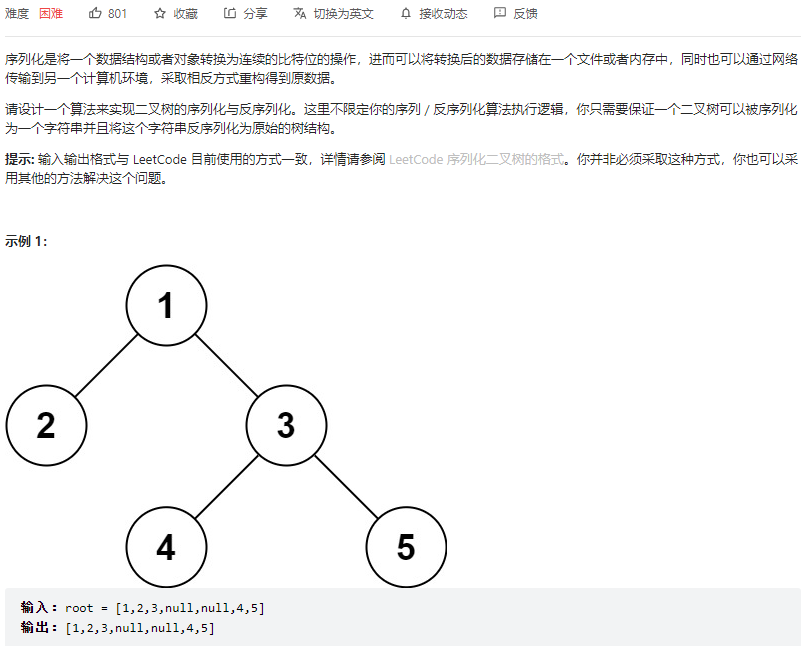 难度 困难 801 收藏 分享 切换为英文 接收动态 反馈
序列化是将一个数据结构或者对象转换为连续的比特位的操作，进而可以将转换后的数据存储在一个文件或者内存中，同时也可以通过网络
传输到另一个计算机环境，采取相反方式重构得到原数据。
请设计一个算法来实现二叉树的序列化与反序列化。这里不限定你的序列 / 反序列化算法执行逻辑，你只需要保证一个二叉树可以被序列化
为一个字符串并且将这个字符串反序列化为原始的树结构。
提示: 输入输出格式与 LeetCode 目前使用的方式一致，详情请参阅 LeetCode 序列化二叉树的格式。你并非必须采取这种方式，你也可以采
用其他的方法解决这个问题。
示例 1：
1
2 3
4 5
输入：root = [1,2,3,null,null,4,5]
输出：[1,2,3,null,null,4,5]